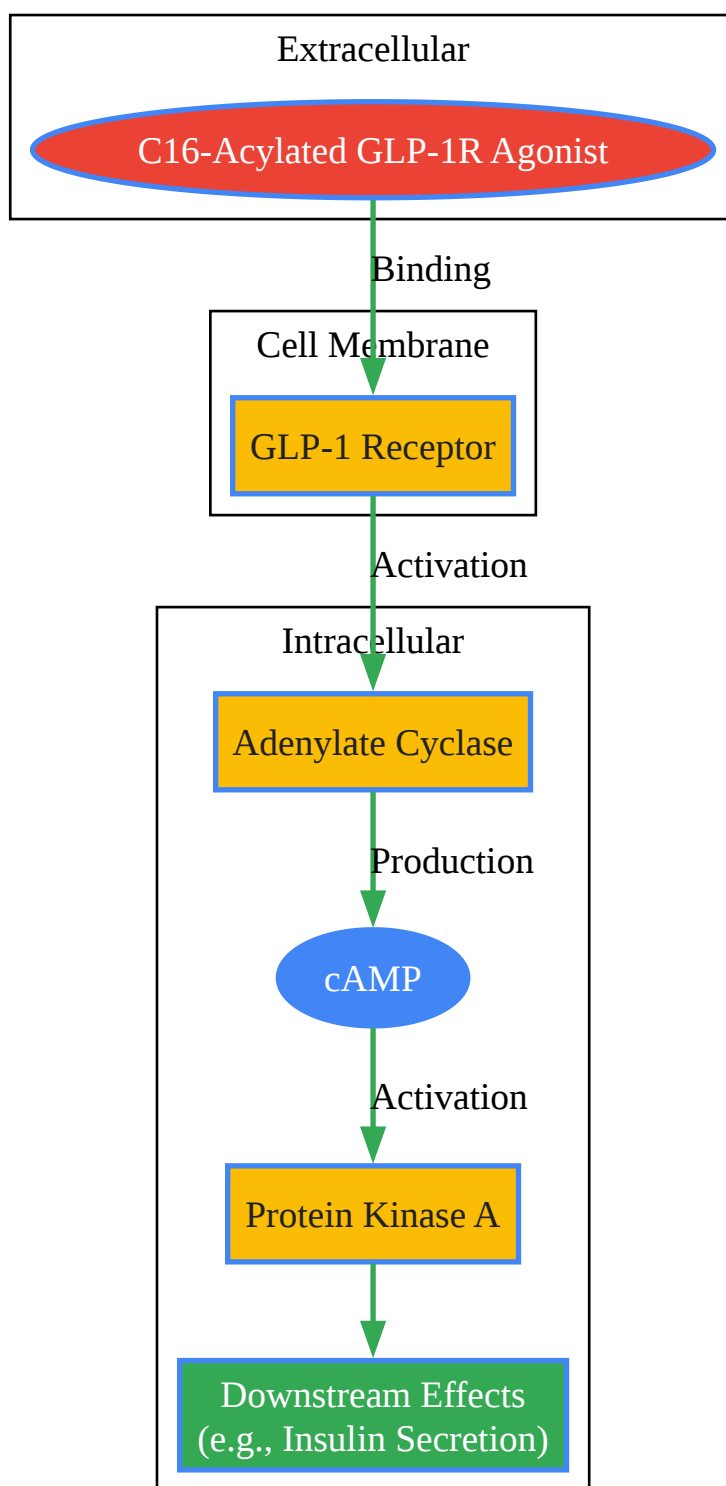 Extracellular
C16-Acylated GLP-1R Agonist
Binding
Cell Membrane
GLP-1 Receptor
Activation
Intracellular
Adenylate Cyclase
Production
cAMP
Activation
Protein Kinase A
Downstream Effects
(e.g., Insulin Secretion)